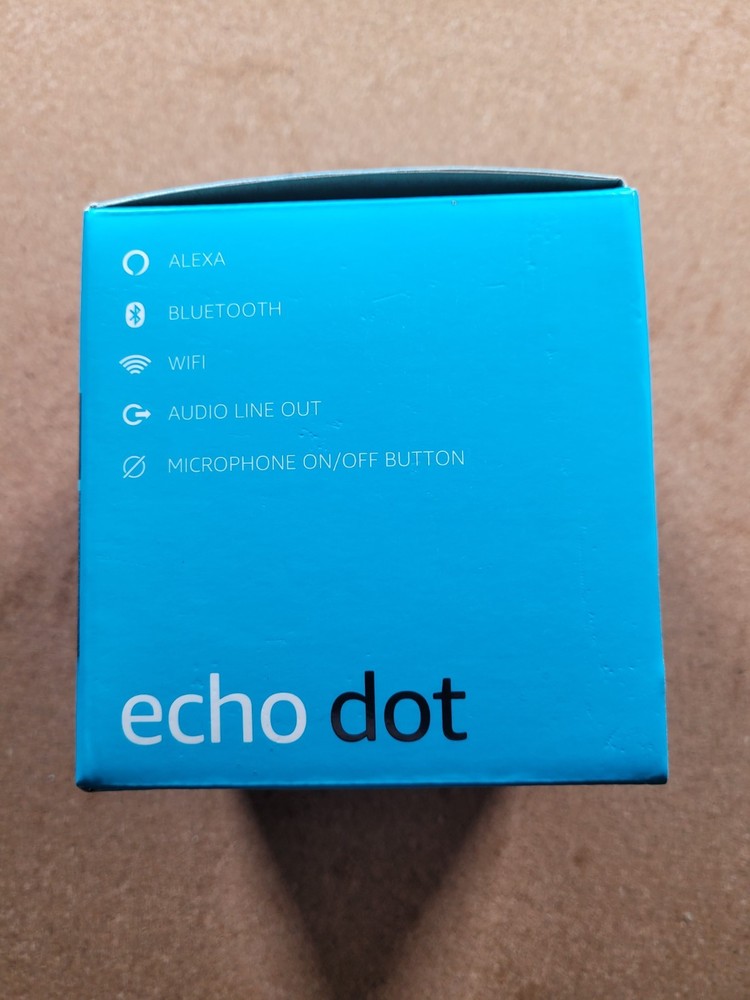 ALEXA
BLUETOOTH
WIFI
AUDIO LINE OUT
MICROPHONE ON/OFF BUTTON
echo dot